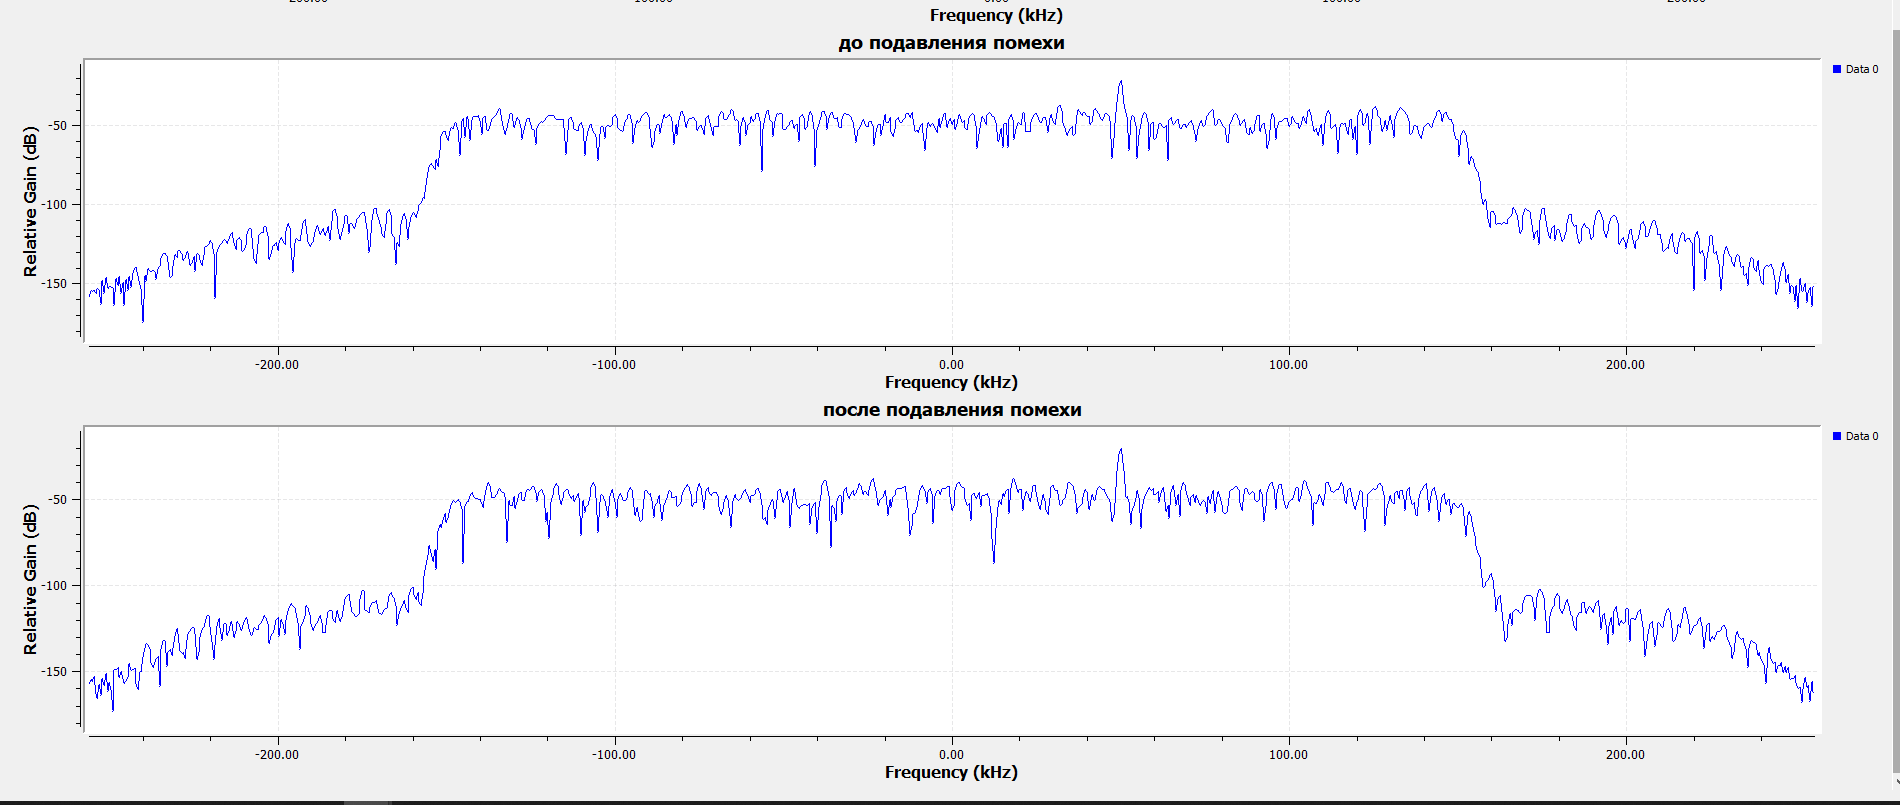 Frequency (kHz)
до подавления помехи
Data 0
Relative Gain (dB)
-50
-100
-150
-200.00 -100.00 0.00 100.00 200.00
Frequency (kHz)
после подавления помехи
Data 0
Relative Gain (dB)
-50
-100
-150
-200.00 -100.00 0.00 100.00 200.00
Frequency (kHz)